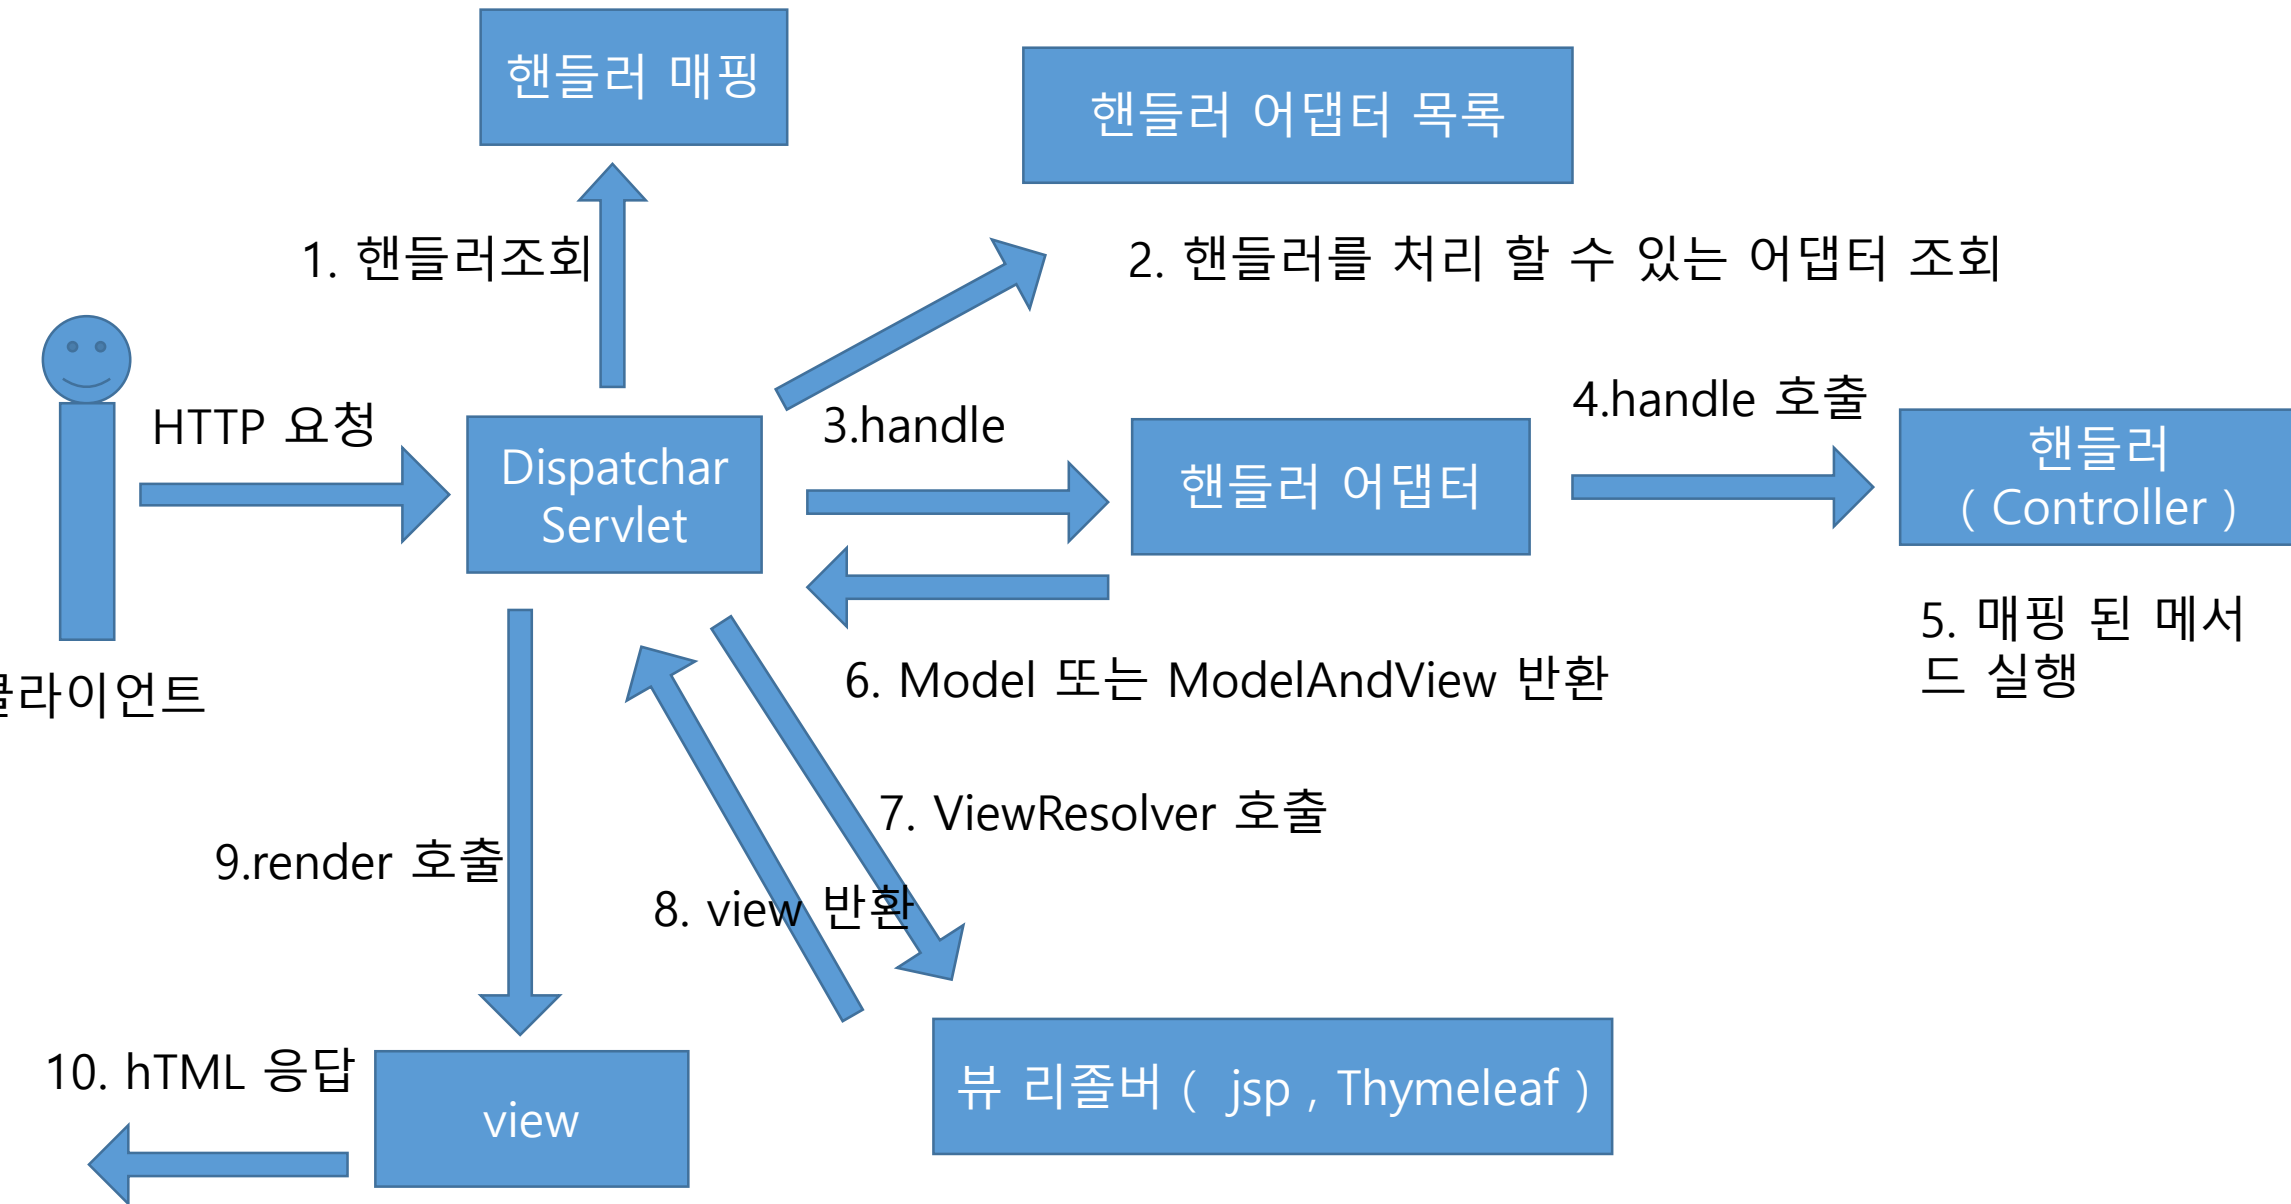 핸들러 매핑
핸들러 어댑터 목록
1. 핸들러조회
2. 핸들러를 처리 할 수 있는 어댑터 조회
HTTP 요청
3.handle
4.handle 호출
Dispatchar
Servlet
핸들러 어댑터
핸들러
( Controller )
5. 매핑 된 메서
드 실행
6. Model 또는 ModelAndView 반환
클라이언트
7. ViewResolver 호출
9.render 호출
8. view 반환
10. hTML 응답
view
뷰 리졸버 ( jsp , Thymeleaf )